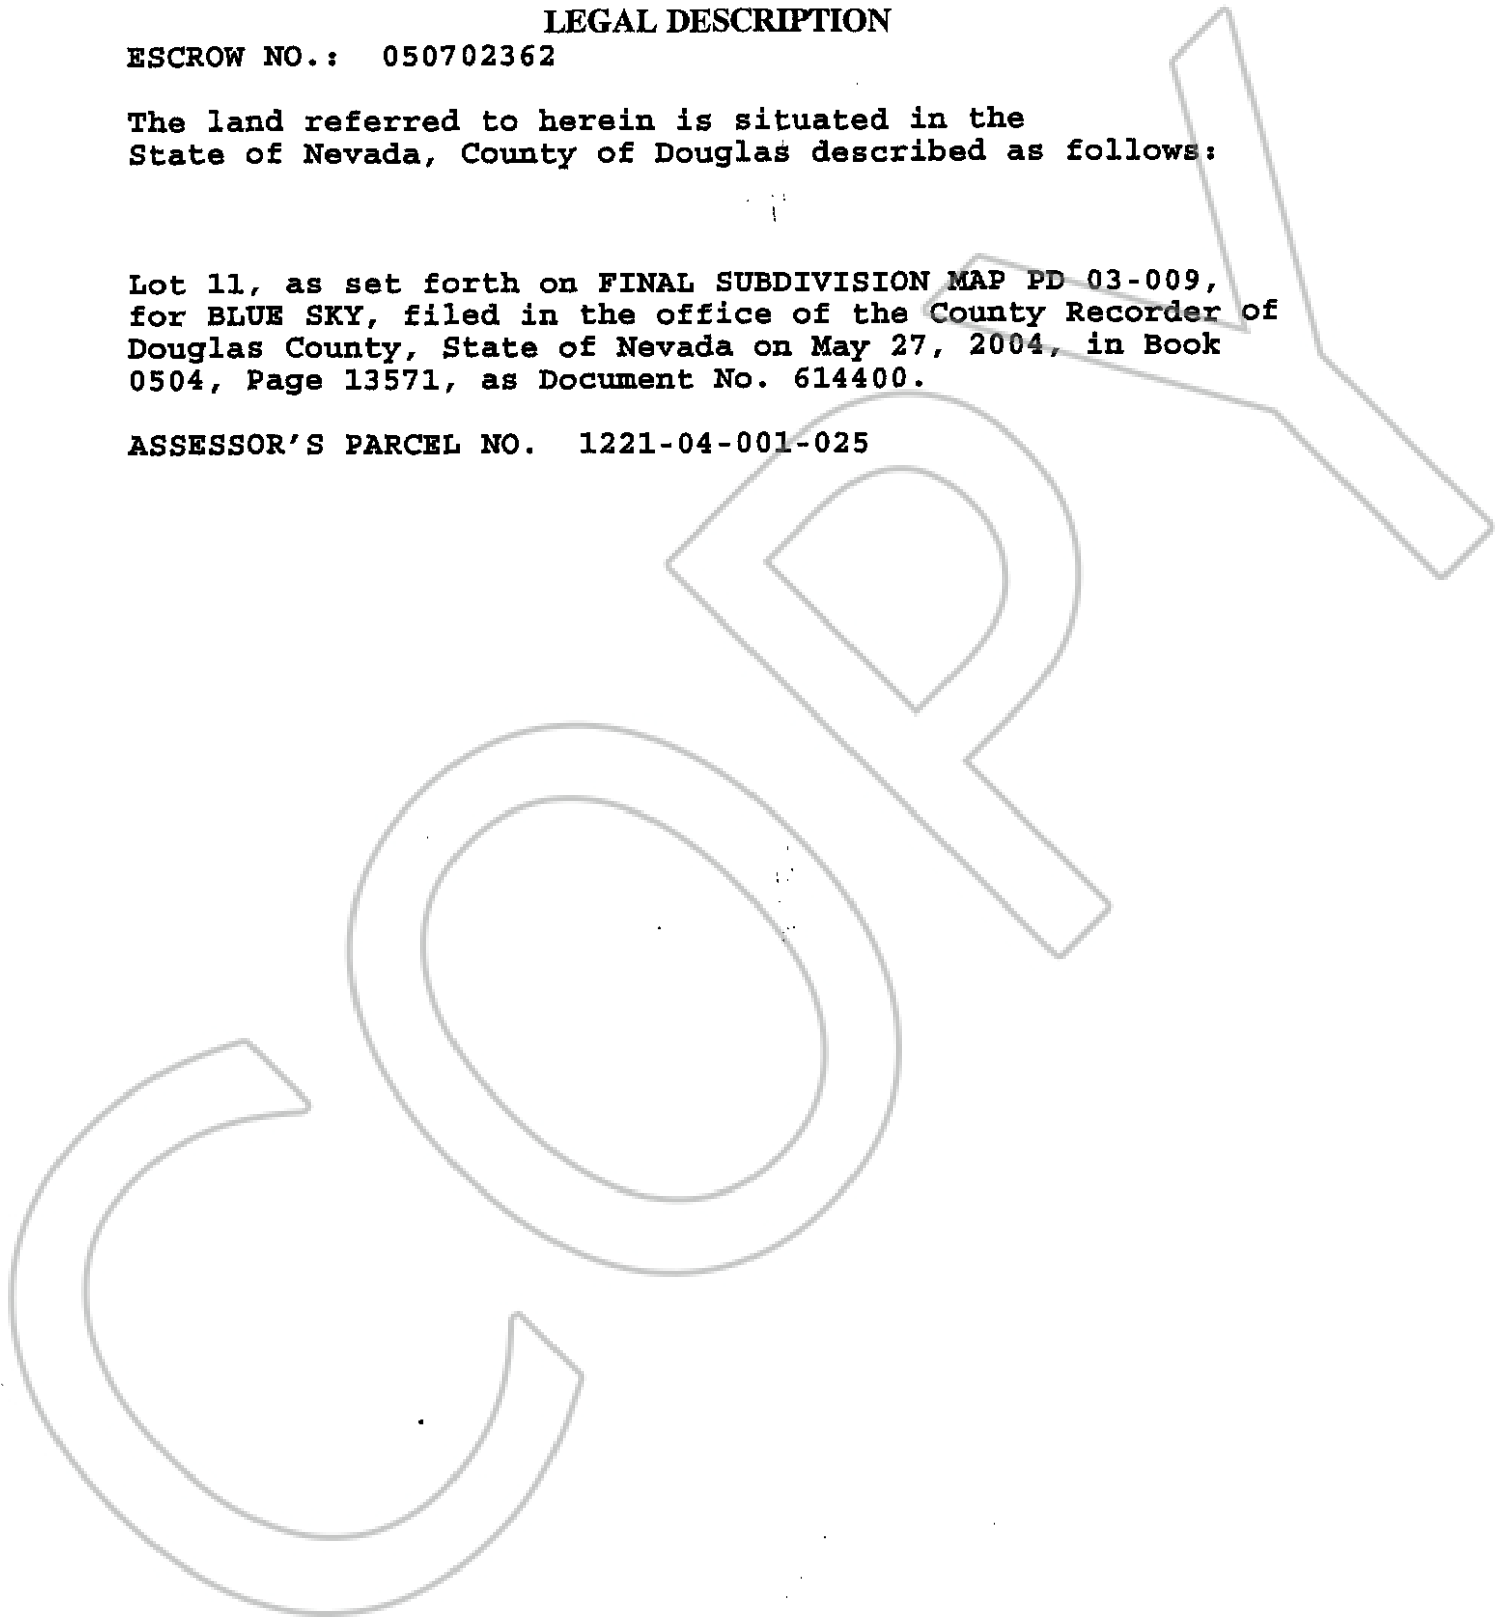 LEGAL DESCRIPTION
ESCROW NO.: 050702362
The land referred to herein is situated in the
State of Nevada, County of Douglas described as follows:
Lot 11, as set forth on FINAL SUBDIVISION MAP PD 03-009,
for BLUE SKY, filed in the office of the County Recorder of
Douglas County, State of Nevada on May 27, 2004, in Book
0504, Page 13571, as Document No. 614400.
ASSESSOR'S PARCEL NO. 1221-04-001-025
COPY